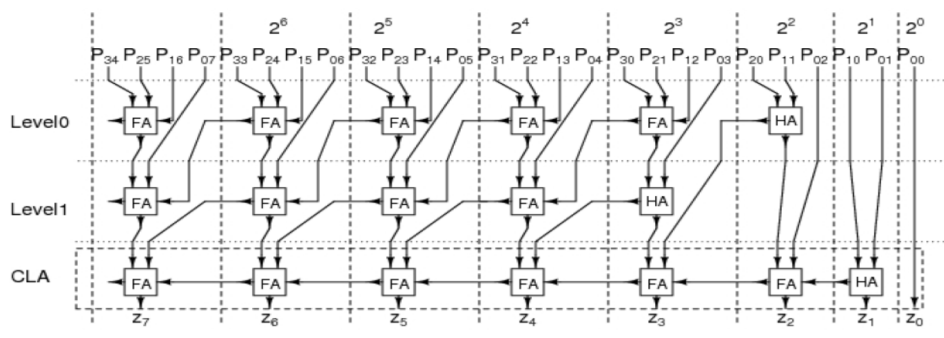 2⁶ 2⁵ 2⁴ 2³ 2² 2¹ 2⁰
P₃₄ P₂₅ P₁₆ P₀₇ P₃₃ P₂₄ P₁₅ P₀₆ P₃₂ P₂₃ P₁₄ P₀₅ P₃₁ P₂₂ P₁₃ P₀₄ P₃₀ P₂₁ P₁₂ P₀₃ P₂₀ P₁₁ P₀₂ P₁₀ P₀₁ P₀₀
Level0 FA FA FA FA FA HA
Level1 FA FA FA FA HA
CLA FA FA FA FA FA FA HA
z₇ z₆ z₅ z₄ z₃ z₂ z₁ z₀